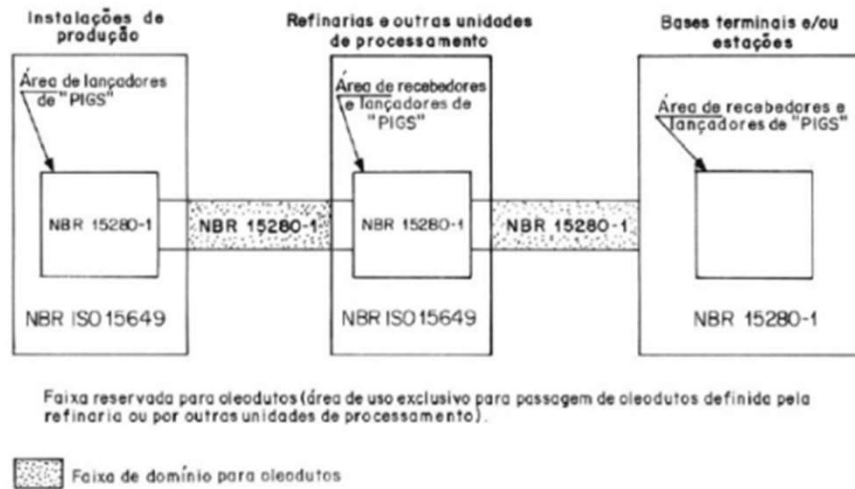 Instalações de
produção
Refinarias e outras unidades
de processamento
Bases terminais e/ou
estações
Área de lançadores
de "PIGS"
Área de recebedores
e lançadores de
"PIGS"
Área de recebedores e
lançadores de "PIGS"
NBR 15280-1
NBR 15280-1
NBR 15280-1
NBR 15280-1
NBR ISO 15649
NBR ISO 15649
NBR 15280-1
Faixa reservada para oleodutos (área de uso exclusivo para passagem de oleodutos definida pela
refinaria ou por outras unidades de processamento).
Faixa de domínio para oleodutos